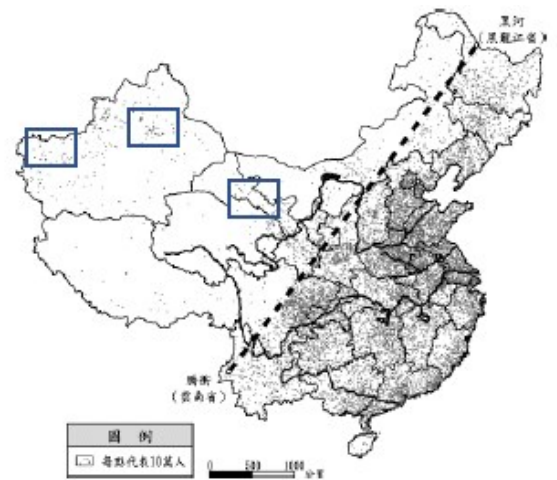 黑河
(黑龍江省)
騰衝
(雲南省)
圖 例
每點代表10萬人
0 500 1000
公里